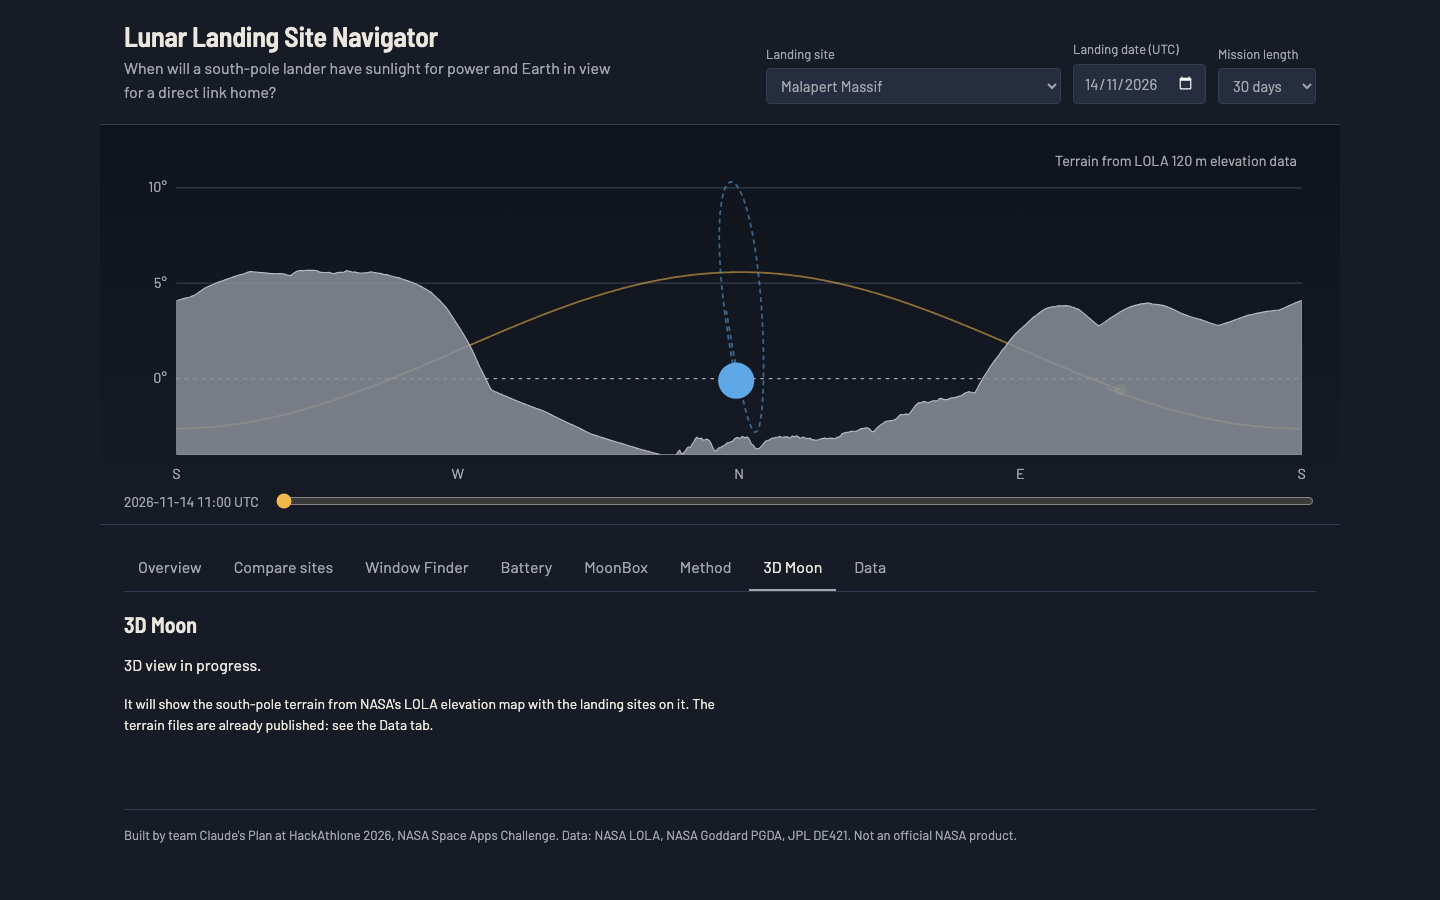 Lunar Landing Site Navigator
When will a south-pole lander have sunlight for power and Earth in view
for a direct link home?
Landing site
Malapert Massif
Landing date (UTC)
14/11/2026
Mission length
30 days
Terrain from LOLA 120 m elevation data
10°
5°
0°
S
W
N
E
S
2026-11-14 11:00 UTC
Overview
Compare sites
Window Finder
Battery
MoonBox
Method
3D Moon
Data
3D Moon
3D view in progress.
It will show the south-pole terrain from NASA's LOLA elevation map with the landing sites on it. The
terrain files are already published: see the Data tab.
Built by team Claude's Plan at HackAthlone 2026, NASA Space Apps Challenge. Data: NASA LOLA, NASA Goddard PGDA, JPL DE421. Not an official NASA product.